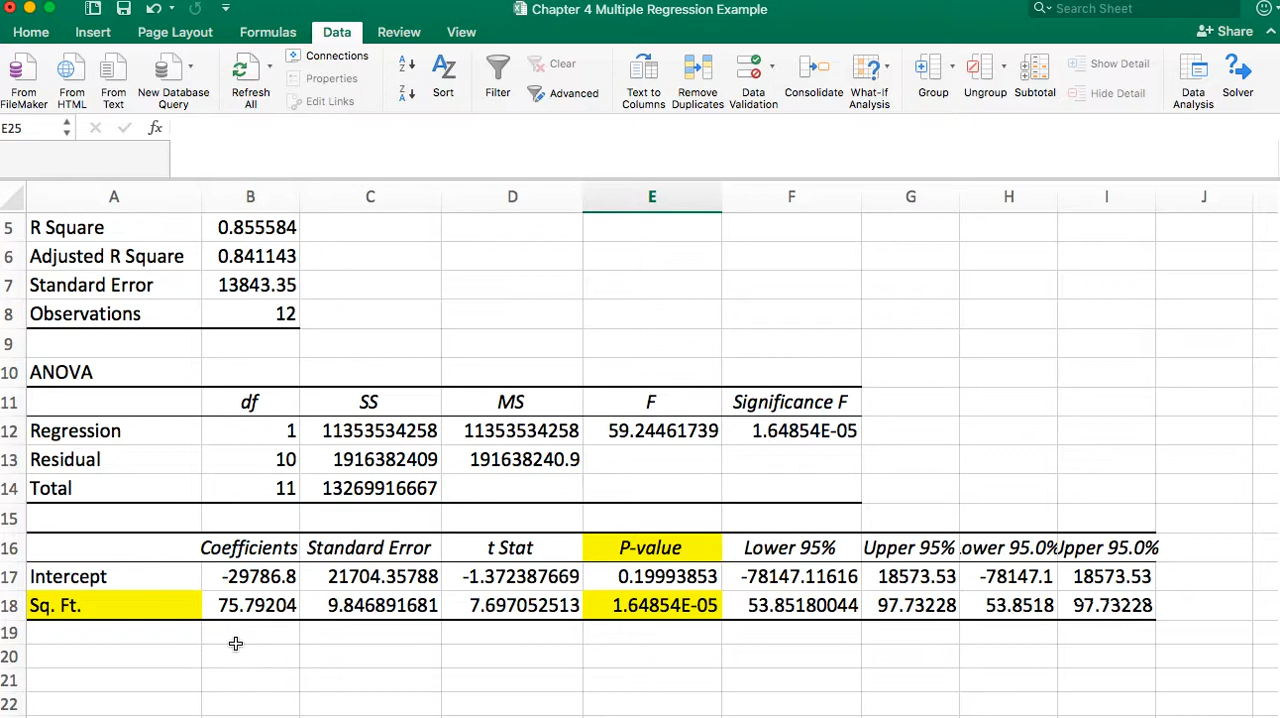 Chapter 4 Multiple Regression Example
Search Sheet
Home Insert Page Layout Formulas Data Review View
Share
From FileMaker
From HTML
From Text
New Database Query
Refresh All
Connections
Properties
Edit Links
Sort
Filter
Clear
Advanced
Text to Columns
Remove Duplicates
Data Validation
Consolidate
What-If Analysis
Group
Ungroup
Subtotal
Show Detail
Hide Detail
Data Analysis
Solver
E25 fx
A B C D E F G H I J
5 R Square 0.855584
6 Adjusted R Square 0.841143
7 Standard Error 13843.35
8 Observations 12
9
10 ANOVA
11 df SS MS F Significance F
12 Regression 1 11353534258 11353534258 59.24461739 1.64854E-05
13 Residual 10 1916382409 191638240.9
14 Total 11 13269916667
15
16 Coefficients Standard Error t Stat P-value Lower 95% Upper 95% ower 95.0% Upper 95.0%
17 Intercept -29786.8 21704.35788 -1.372387669 0.19993853 -78147.11616 18573.53 -78147.1 18573.53
18 Sq. Ft. 75.79204 9.846891681 7.697052513 1.64854E-05 53.85180044 97.73228 53.8518 97.73228
19
20
21
22